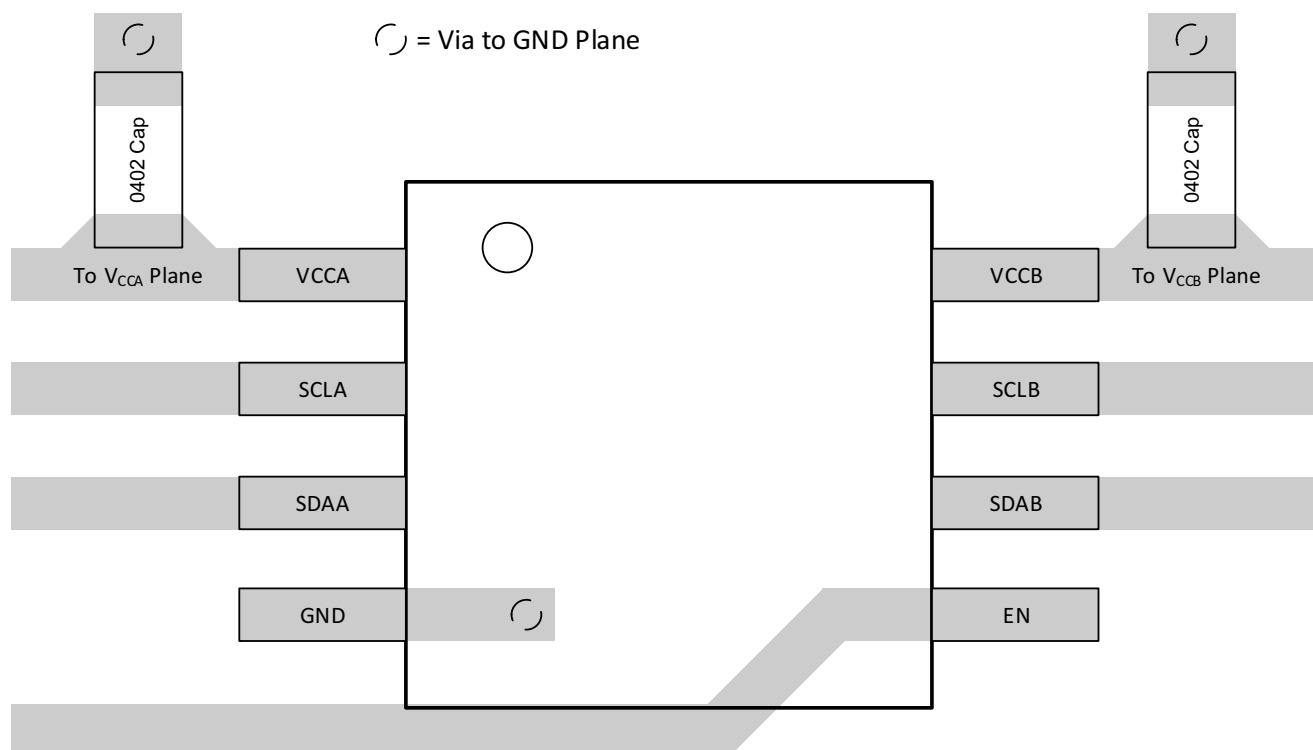 = Via to GND Plane
0402 Cap
0402 Cap
To VCCA Plane
VCCA
VCCB
To VCCB Plane
SCLA
SCLB
SDAA
SDAB
GND
EN